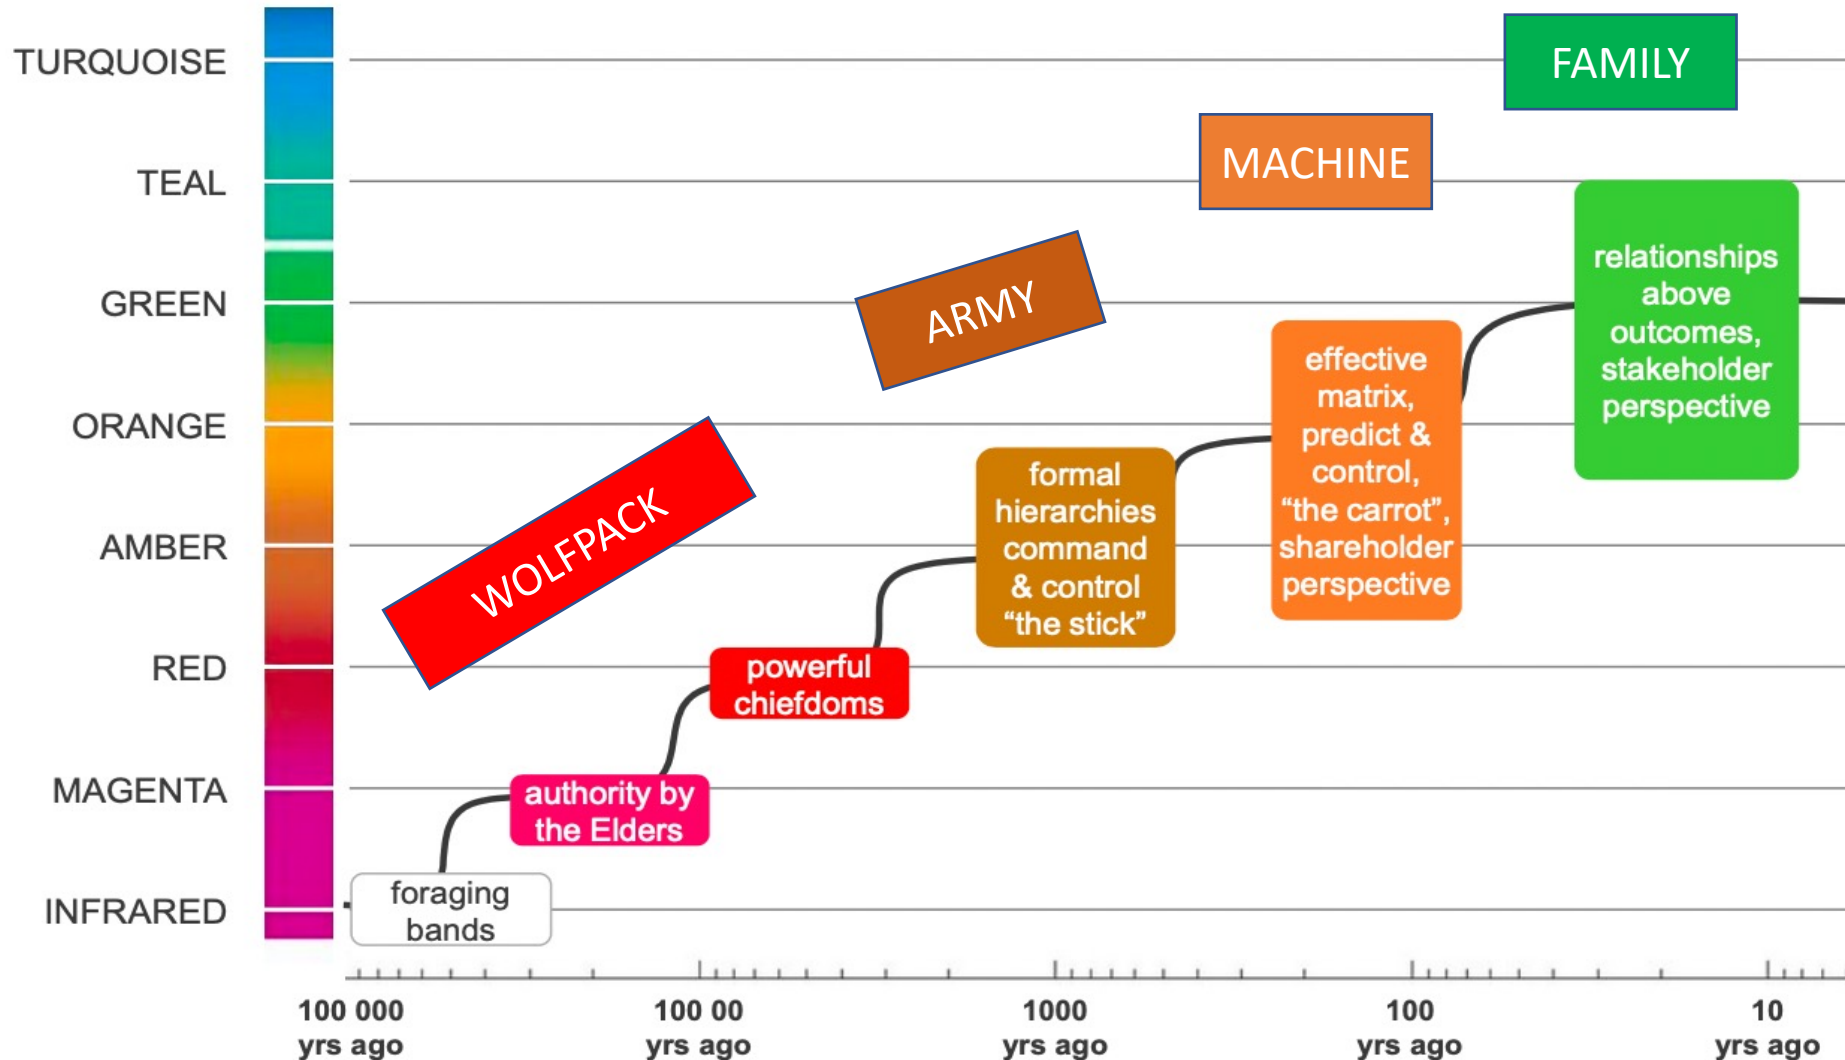 TURQUOISE
FAMILY
MACHINE
TEAL
relationships
above
outcomes,
stakeholder
perspective
ARMY
GREEN
effective
matrix,
predict &
control,
“the carrot”,
shareholder
perspective
ORANGE
formal
hierarchies
command
& control
“the stick”
WOLFPACK
AMBER
RED
powerful
chiefdoms
MAGENTA
authority by
the Elders
INFRARED
foraging
bands
100 000
yrs ago
100 00
yrs ago
1000
yrs ago
100
yrs ago
10
yrs ago